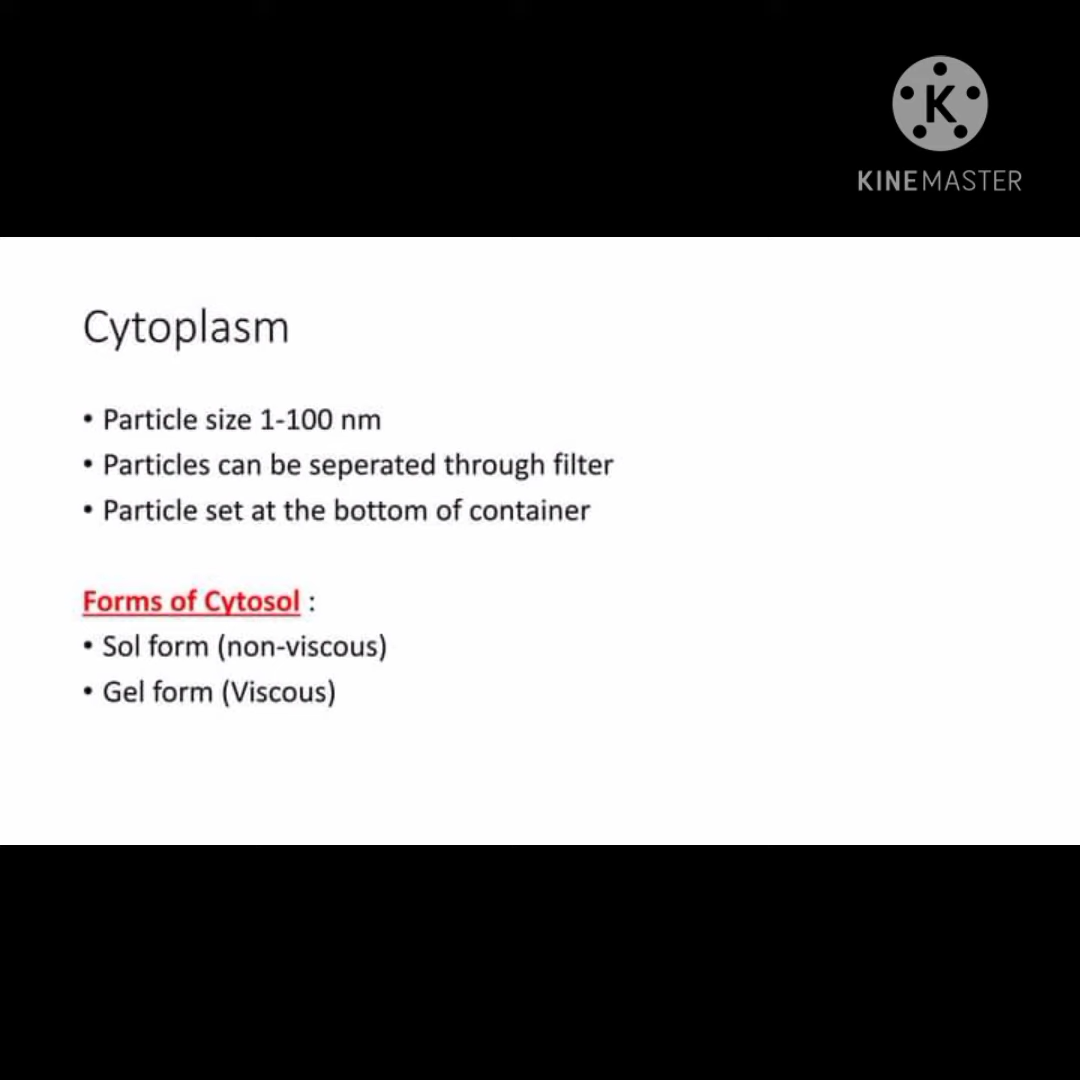 K
KINEMASTER
Cytoplasm
• Particle size 1-100 nm
• Particles can be seperated through filter
• Particle set at the bottom of container
Forms of Cytosol :
• Sol form (non-viscous)
• Gel form (Viscous)